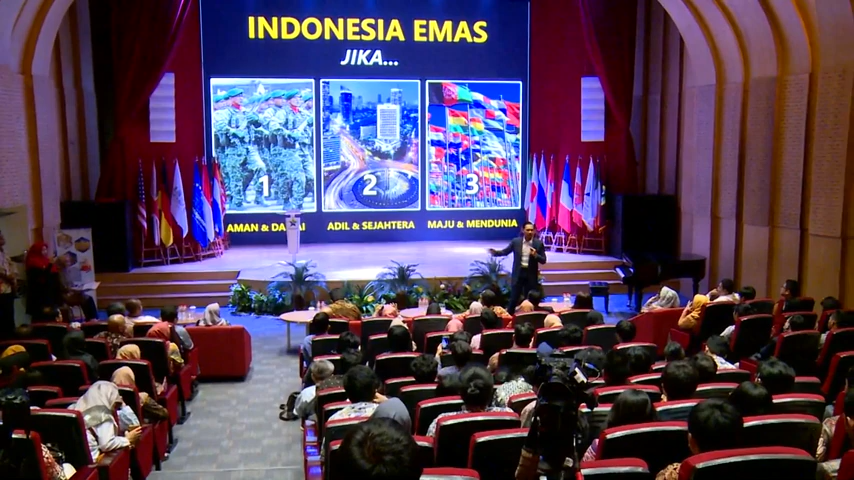 INDONESIA EMAS
JIKA...
1
2
3
AMAN & DAMAI
ADIL & SEJAHTERA
MAJU & MENDUNIA